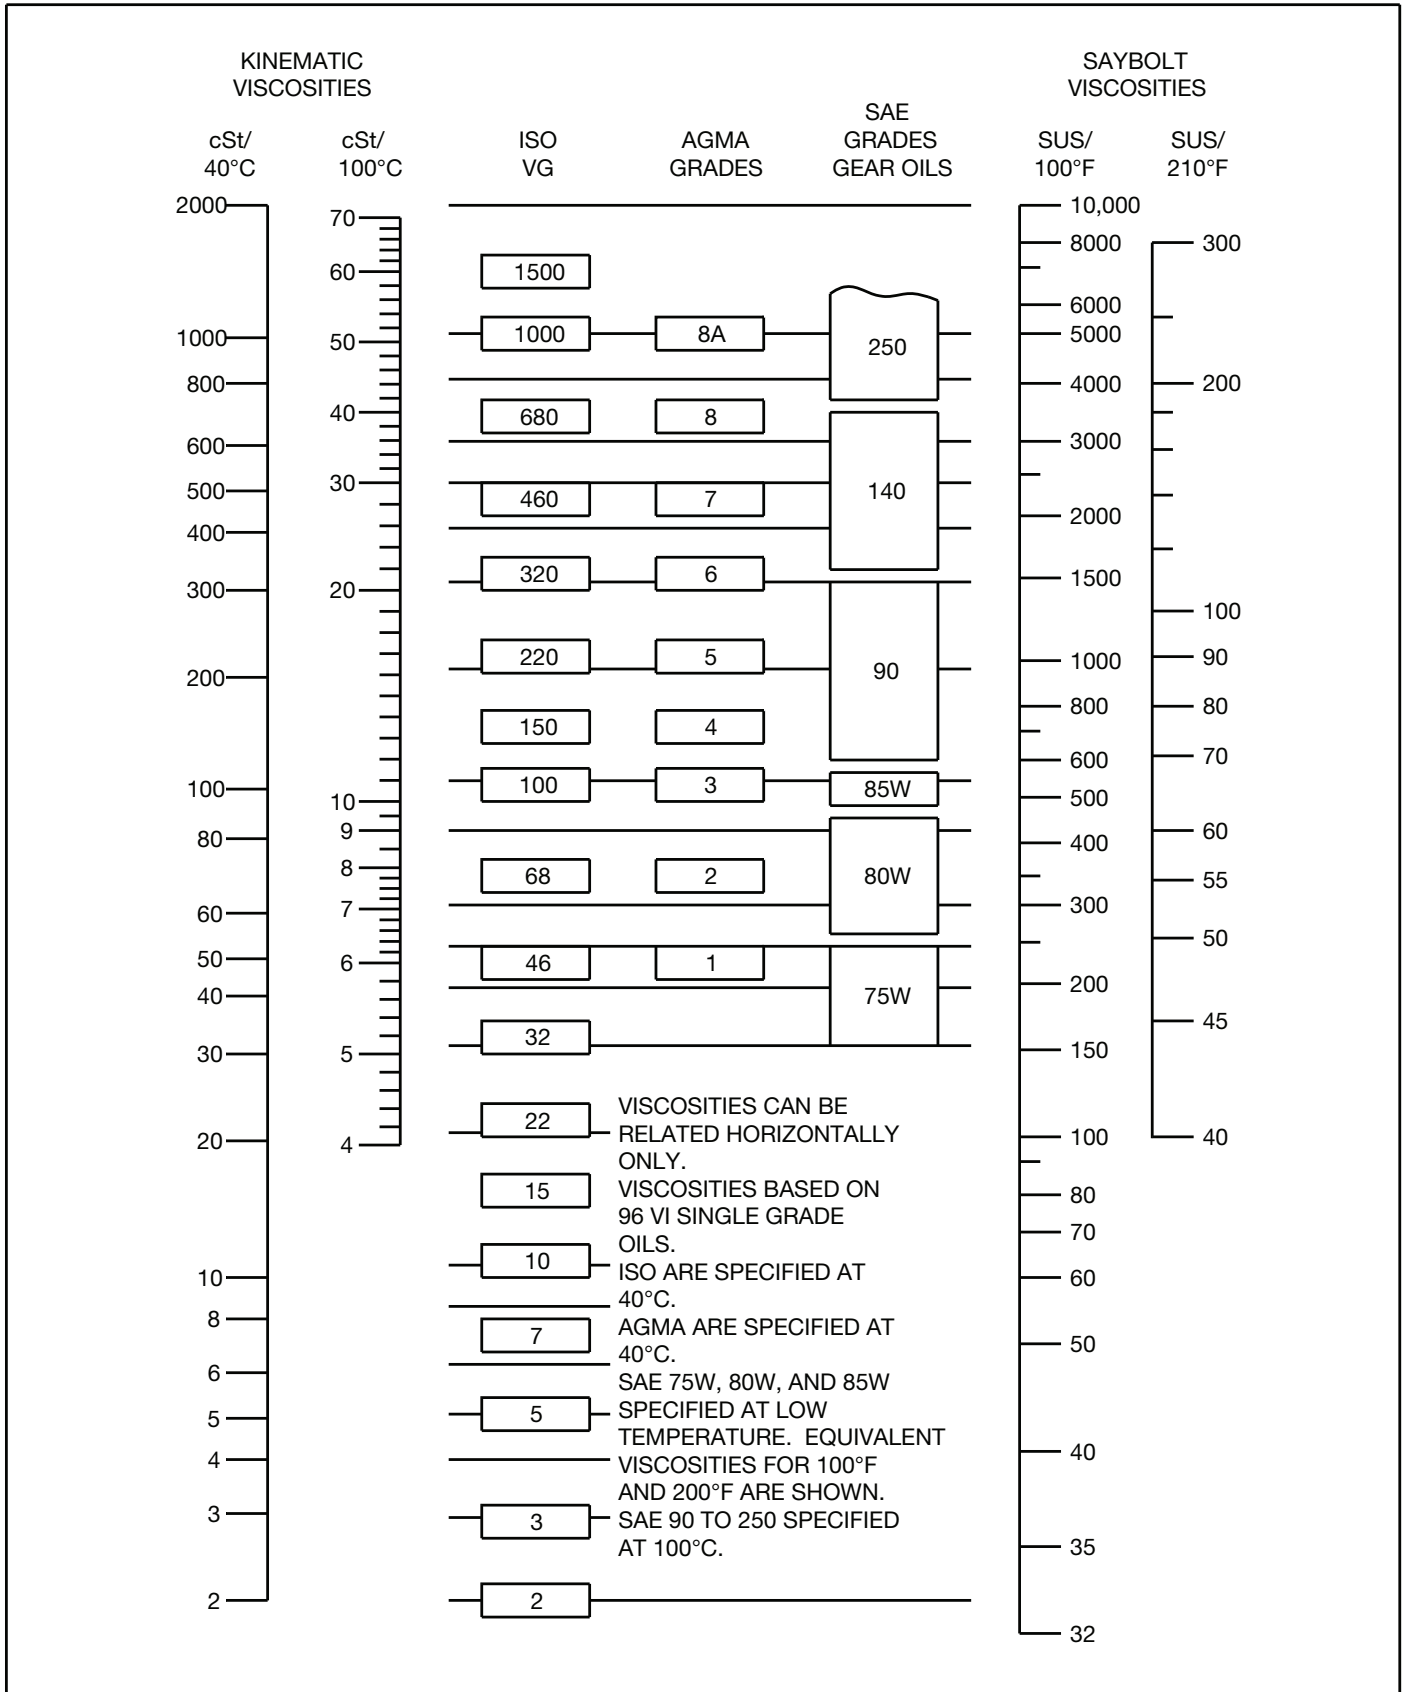 KINEMATIC
VISCOSITIES
SAYBOLT
VISCOSITIES
cSt/
40°C
cSt/
100°C
ISO
VG
AGMA
GRADES
SAE
GRADES
GEAR OILS
SUS/
100°F
SUS/
210°F
2000
1000
800
600
500
400
300
200
100
80
60
50
40
30
20
10
8
6
5
4
3
2
70
60
50
40
30
20
10
9
8
7
6
5
4
1500
1000
680
460
320
220
150
100
68
46
32
22
15
10
7
5
3
2
8A
8
7
6
5
4
3
2
1
250
140
90
85W
80W
75W
VISCOSITIES CAN BE
RELATED HORIZONTALLY
ONLY.
VISCOSITIES BASED ON
96 VI SINGLE GRADE
OILS.
ISO ARE SPECIFIED AT
40°C.
AGMA ARE SPECIFIED AT
40°C.
SAE 75W, 80W, AND 85W
SPECIFIED AT LOW
TEMPERATURE. EQUIVALENT
VISCOSITIES FOR 100°F
AND 200°F ARE SHOWN.
SAE 90 TO 250 SPECIFIED
AT 100°C.
10,000
8000
6000
5000
4000
3000
2000
1500
1000
800
600
500
400
300
200
150
100
80
70
60
50
40
35
32
300
200
100
90
80
70
60
55
50
45
40